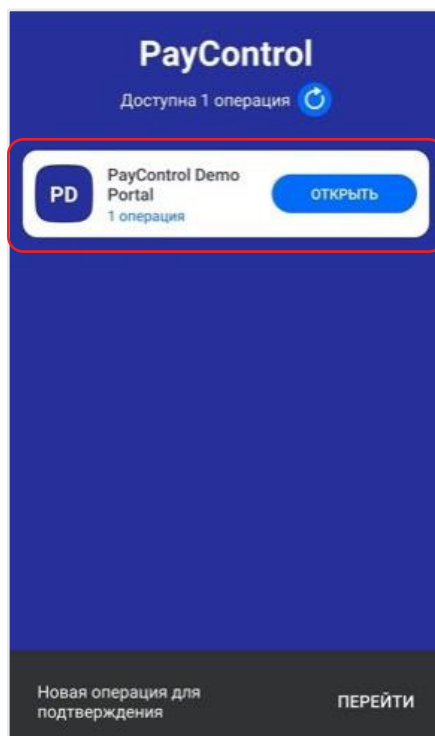 PayControl
Доступна 1 операция
PayControl Demo
PD
Portal
ОТКРЫТЬ
1 операция
Новая операция для
подтверждения
ПЕРЕЙТИ